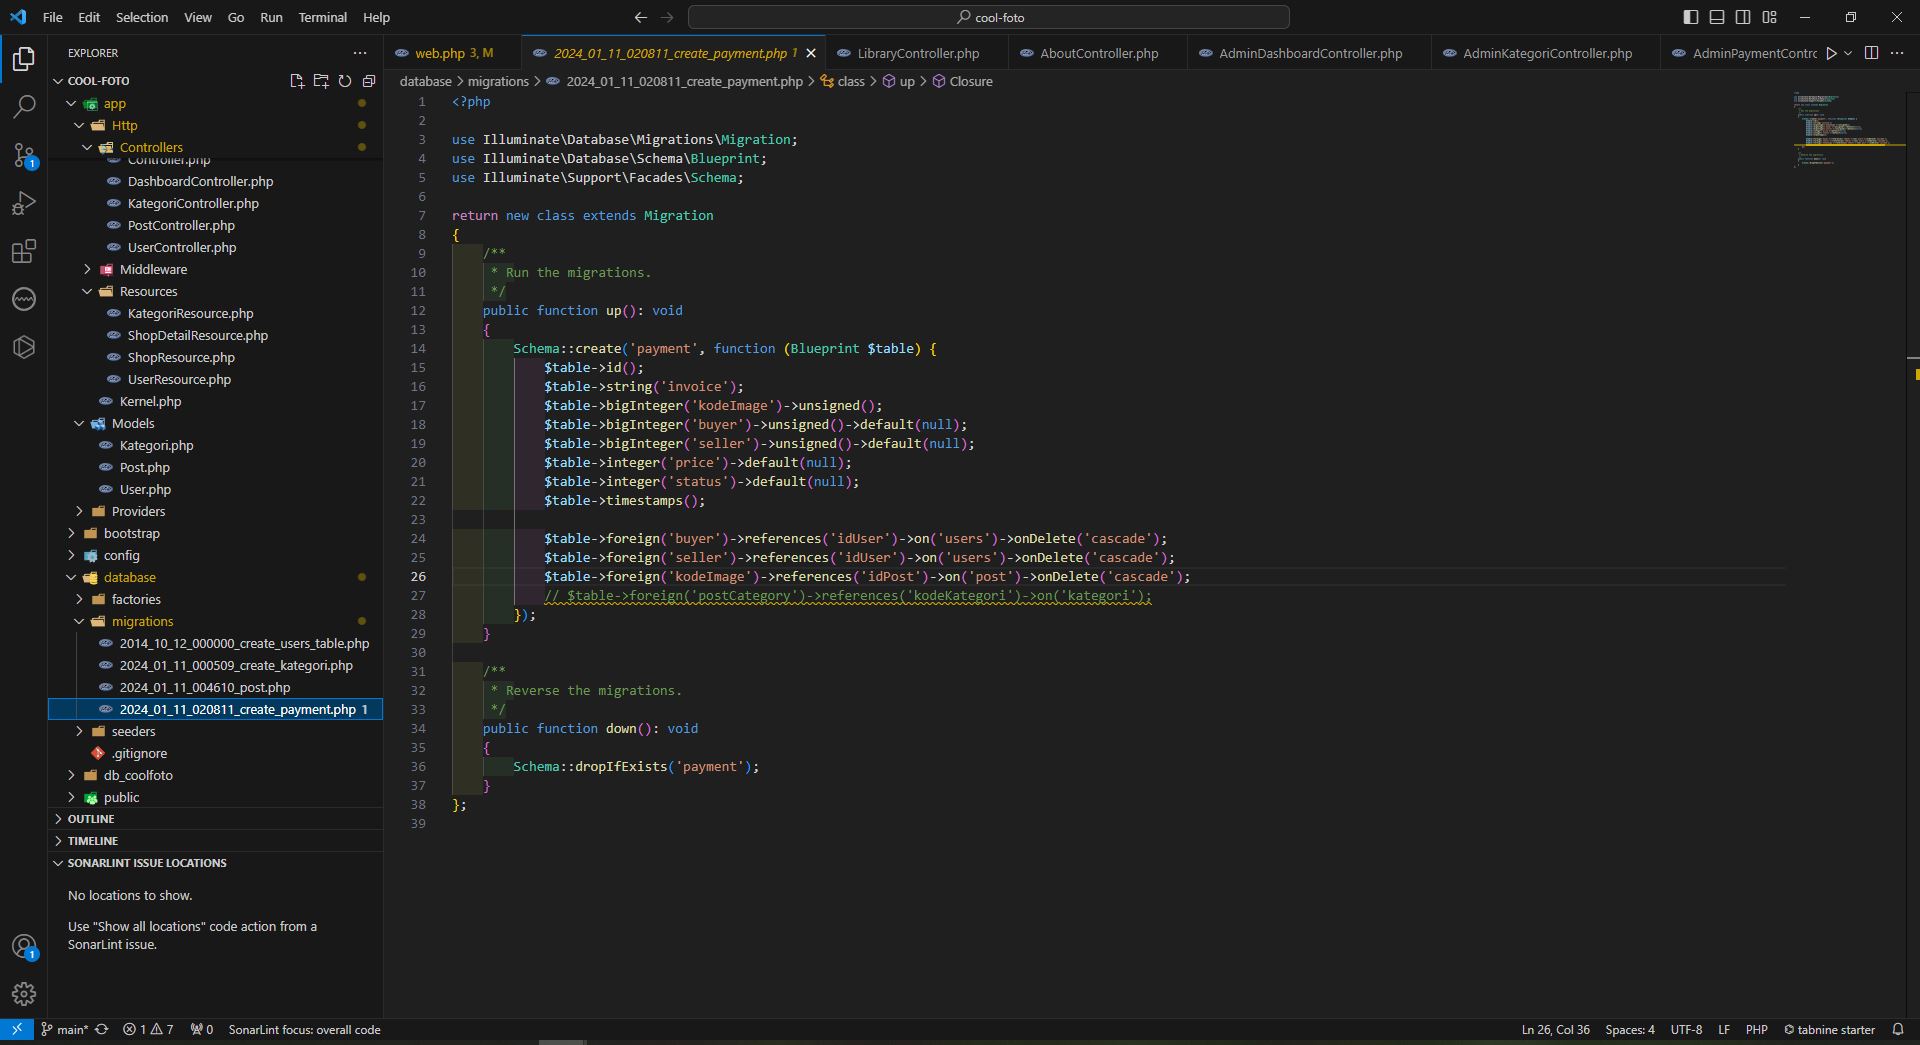 File Edit Selection View Go Run Terminal Help
cool-foto
EXPLORER
COOL-FOTO
app
Http
Controllers
Controller.php
DashboardController.php
KategoriController.php
PostController.php
UserController.php
Middleware
Resources
KategoriResource.php
ShopDetailResource.php
ShopResource.php
UserResource.php
Kernel.php
Models
Kategori.php
Post.php
User.php
Providers
bootstrap
config
database
factories
migrations
2014_10_12_000000_create_users_table.php
2024_01_11_000509_create_kategori.php
2024_01_11_004610_post.php
2024_01_11_020811_create_payment.php 1
seeders
.gitignore
db_coolfoto
public
OUTLINE
TIMELINE
SONARLINT ISSUE LOCATIONS
No locations to show.
Use "Show all locations" code action from a
SonarLint issue.
1
1
web.php 3, M
2024_01_11_020811_create_payment.php 1
LibraryController.php
AboutController.php
AdminDashboardController.php
AdminKategoriController.php
AdminPaymentContrc
database > migrations > 2024_01_11_020811_create_payment.php > class > up > Closure
1 <?php
2
3 use Illuminate\Database\Migrations\Migration;
4 use Illuminate\Database\Schema\Blueprint;
5 use Illuminate\Support\Facades\Schema;
6
7 return new class extends Migration
8 {
9 /**
10 * Run the migrations.
11 */
12 public function up(): void
13 {
14 Schema::create('payment', function (Blueprint $table) {
15 $table->id();
16 $table->string('invoice');
17 $table->bigInteger('kodeImage')->unsigned();
18 $table->bigInteger('buyer')->unsigned()->default(null);
19 $table->bigInteger('seller')->unsigned()->default(null);
20 $table->integer('price')->default(null);
21 $table->integer('status')->default(null);
22 $table->timestamps();
23
24 $table->foreign('buyer')->references('idUser')->on('users')->onDelete('cascade');
25 $table->foreign('seller')->references('idUser')->on('users')->onDelete('cascade');
26 $table->foreign('kodeImage')->references('idPost')->on('post')->onDelete('cascade');
27 // $table->foreign('postCategory')->references('kodeKategori')->on('kategori');
28 });
29 }
30
31 /**
32 * Reverse the migrations.
33 */
34 public function down(): void
35 {
36 Schema::dropIfExists('payment');
37 }
38 };
39
main* 1 7 0 SonarLint focus: overall code
Ln 26, Col 36 Spaces: 4 UTF-8 LF PHP tabnine starter